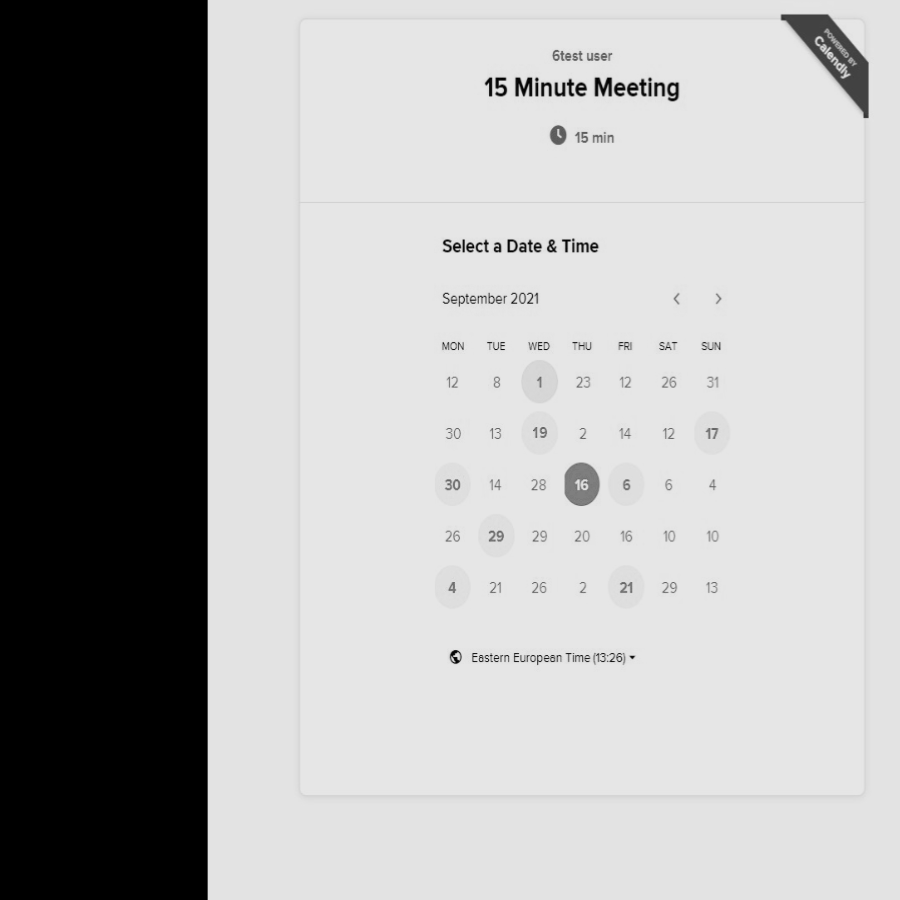 POWERED BY
Calendly
6test user
15 Minute Meeting
15 min
Select a Date & Time
September 2021
MON TUE WED THU FRI SAT SUN
12 8 1 23 12 26 31
30 13 19 2 14 12 17
30 14 28 16 6 6 4
26 29 29 20 16 10 10
4 21 26 2 21 29 13
Eastern European Time (13:26)